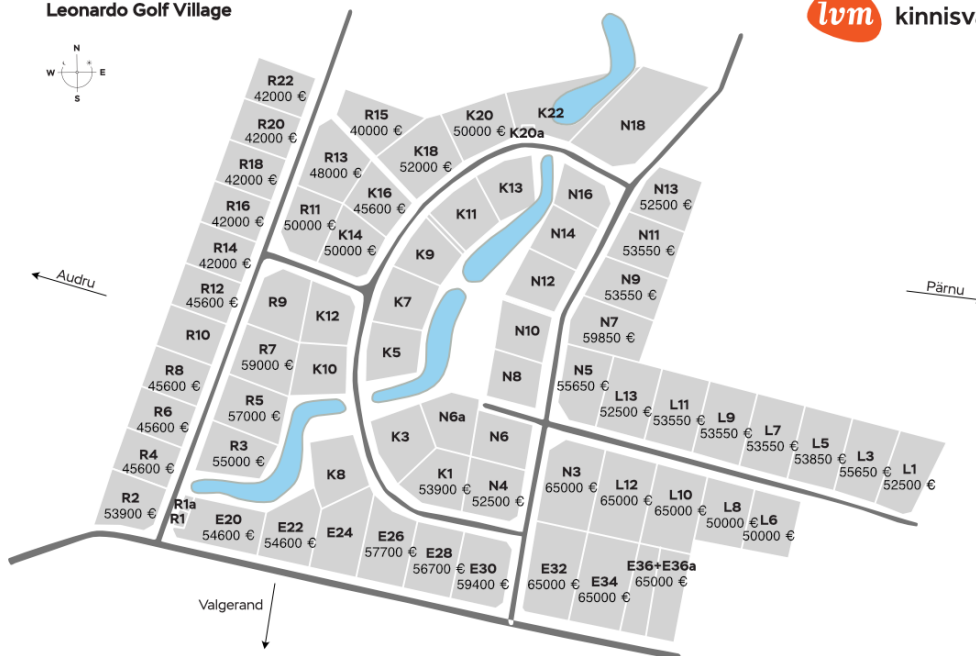 Leonardo Golf Village
lvm kinnisva
N
W E
S
R22
42000 €
R20
42000 €
R18
42000 €
R16
42000 €
R14
42000 €
R12
45600 €
R10
R8
45600 €
R6
45600 €
R4
45600 €
R2
53900 €
R15
40000 €
R13
48000 €
R11
50000 €
K16
45600 €
K14
50000 €
K18
52000 €
K20
50000 €
K20a
K22
N18
K13
K11
K9
K7
K5
N16
N14
N12
N10
N8
N13
52500 €
N11
53550 €
N9
53550 €
N7
59850 €
N5
55650 €
Audru
Pärnu
R9
K12
R7
59000 €
K10
R5
57000 €
R3
55000 €
K8
R1a
R1
K3
N6a
N6
K1
53900 €
N4
52500 €
L13
52500 €
L11
53550 €
L9
53550 €
L7
53550 €
L5
53850 €
L3
55650 €
L1
52500 €
N3
65000 €
L12
65000 €
L10
65000 €
L8
50000 €
L6
50000 €
E20
54600 €
E22
54600 €
E24
E26
57700 €
E28
56700 €
E30
59400 €
E32
65000 €
E34
65000 €
E36+E36a
65000 €
Valgerand